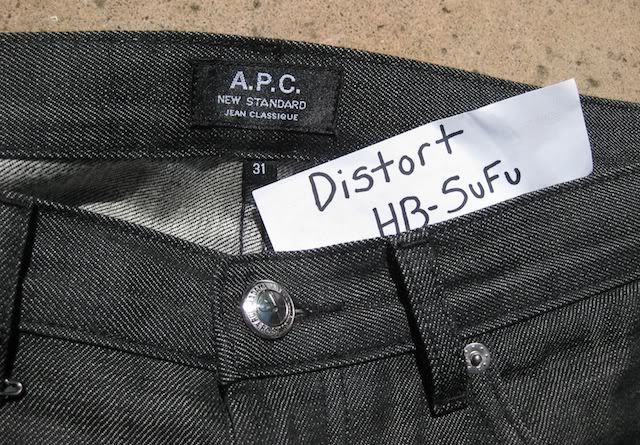 A.P.C.
NEW STANDARD
JEAN CLASSIQUE
31
Distort
HB-SuFu